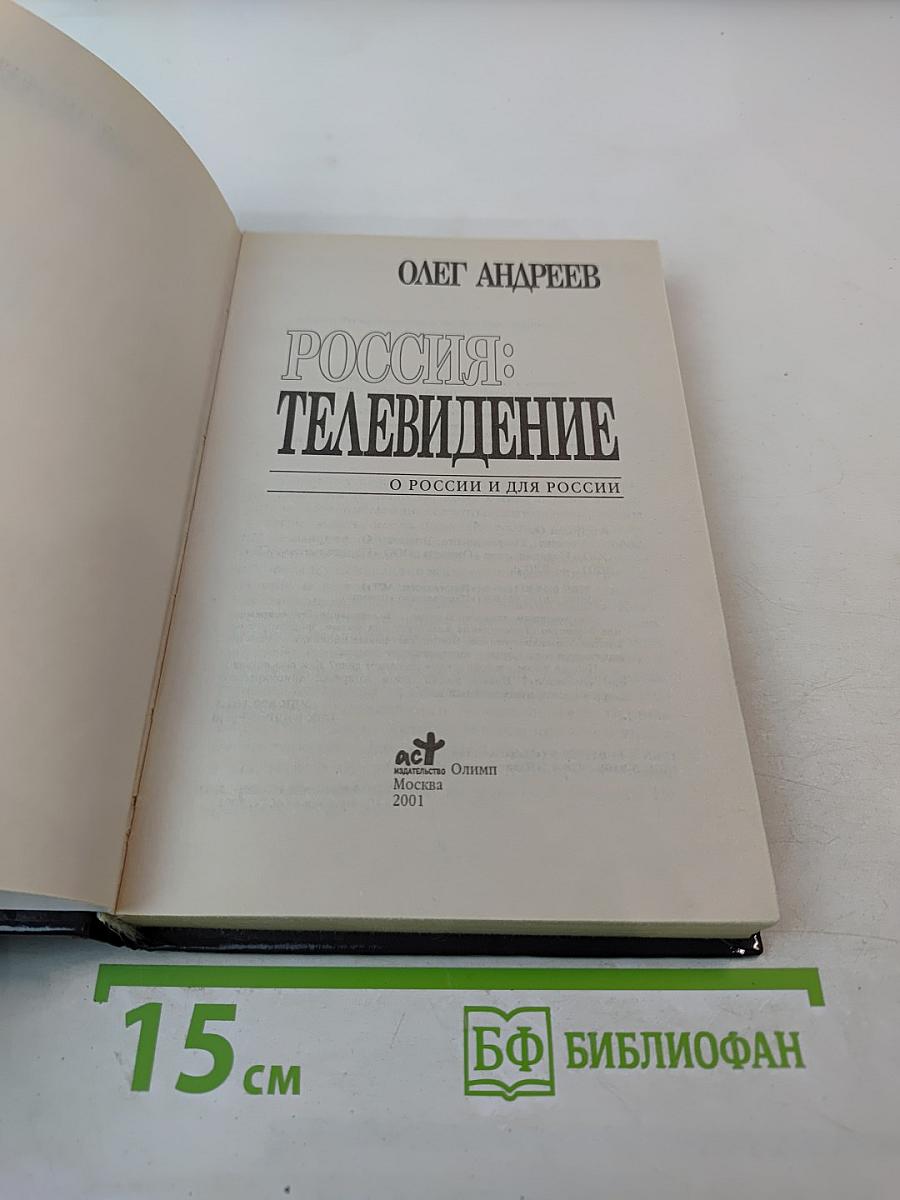 ОЛЕГ АНДРЕЕВ
РОССИЯ:
ТЕЛЕВИДЕНИЕ
О РОССИИ И ДЛЯ РОССИИ
аст
ИЗДАТЕЛЬСТВО Олимп
Москва
2001
15 см
БФ БИБЛИОФАН